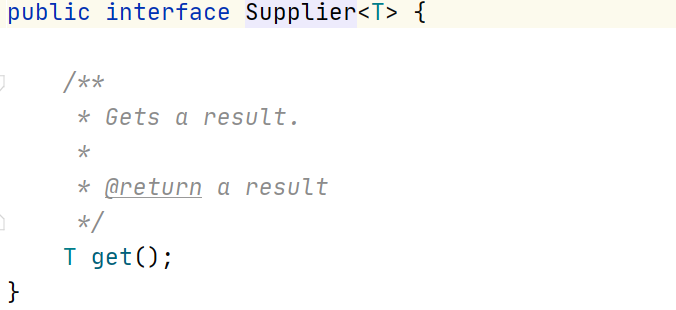 public interface Supplier<T> {
/**
* Gets a result.
*
* @return a result
*/
T get();
}